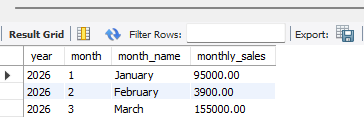 Result Grid Filter Rows: Export:
year month month_name monthly_sales
2026 1 January 95000.00
2026 2 February 3900.00
2026 3 March 155000.00